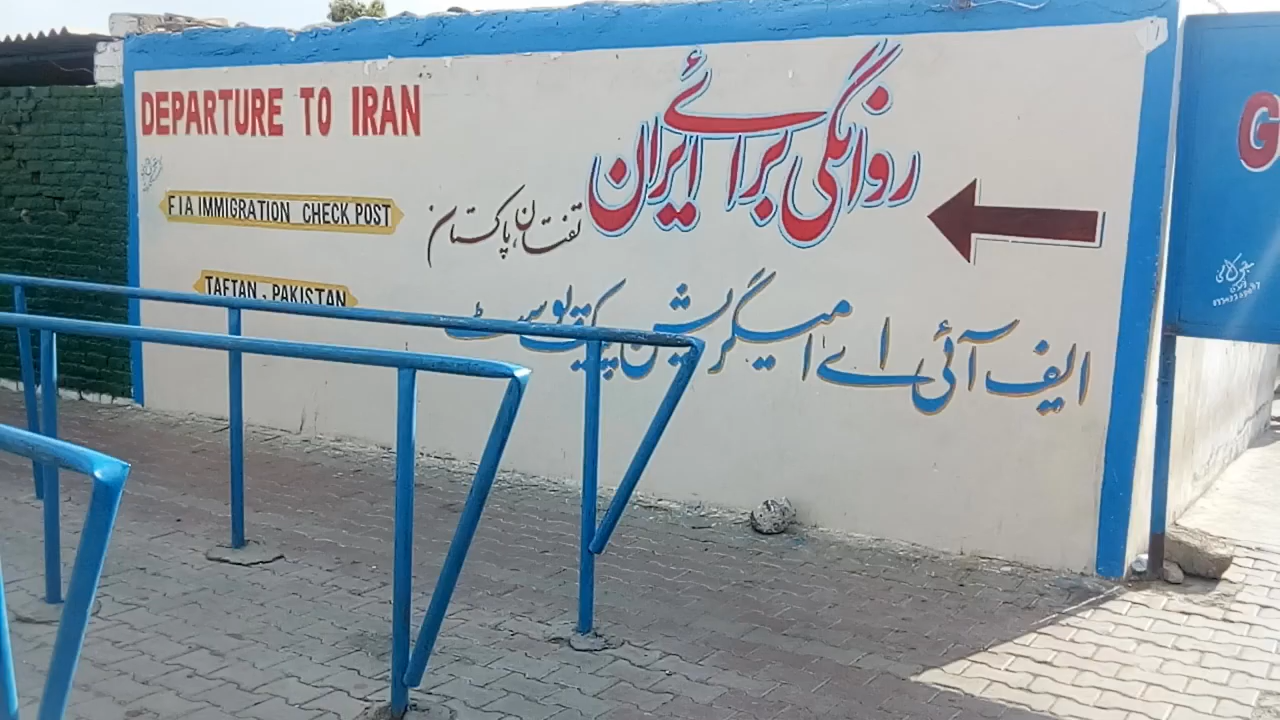 DEPARTURE TO IRAN
FIA IMMIGRATION CHECK POST
TAFTAN, PAKISTAN
روانگی برائے ایران
تفتان، پاکستان
ایف آئی اے امیگریشن چیک پوسٹ
G